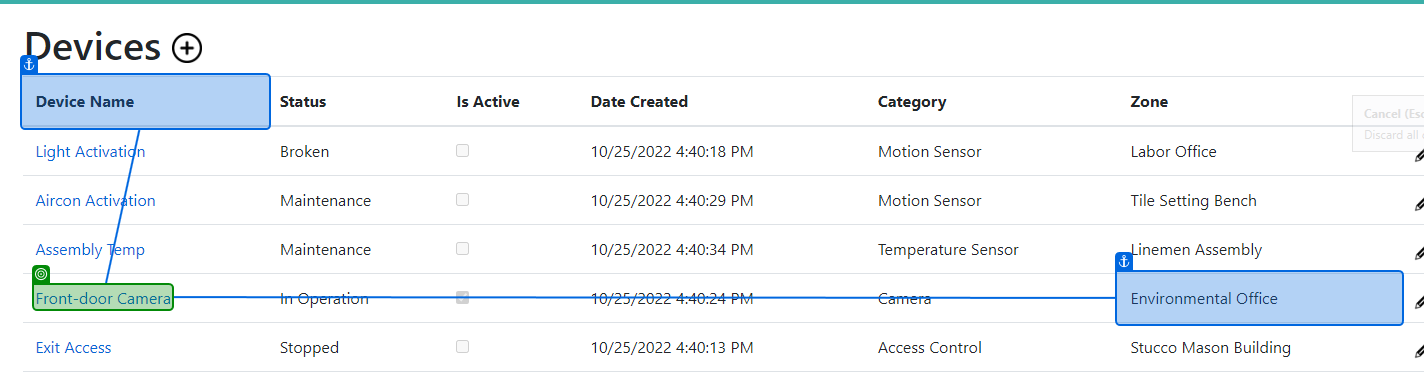 Devices
Device Name Status Is Active Date Created Category Zone
Cancel (Esc
Discard all
Light Activation Broken 10/25/2022 4:40:18 PM Motion Sensor Labor Office
Aircon Activation Maintenance 10/25/2022 4:40:29 PM Motion Sensor Tile Setting Bench
Assembly Temp Maintenance 10/25/2022 4:40:34 PM Temperature Sensor Linemen Assembly
Front-door Camera In Operation 10/25/2022 4:40:24 PM Camera Environmental Office
Exit Access Stopped 10/25/2022 4:40:13 PM Access Control Stucco Mason Building